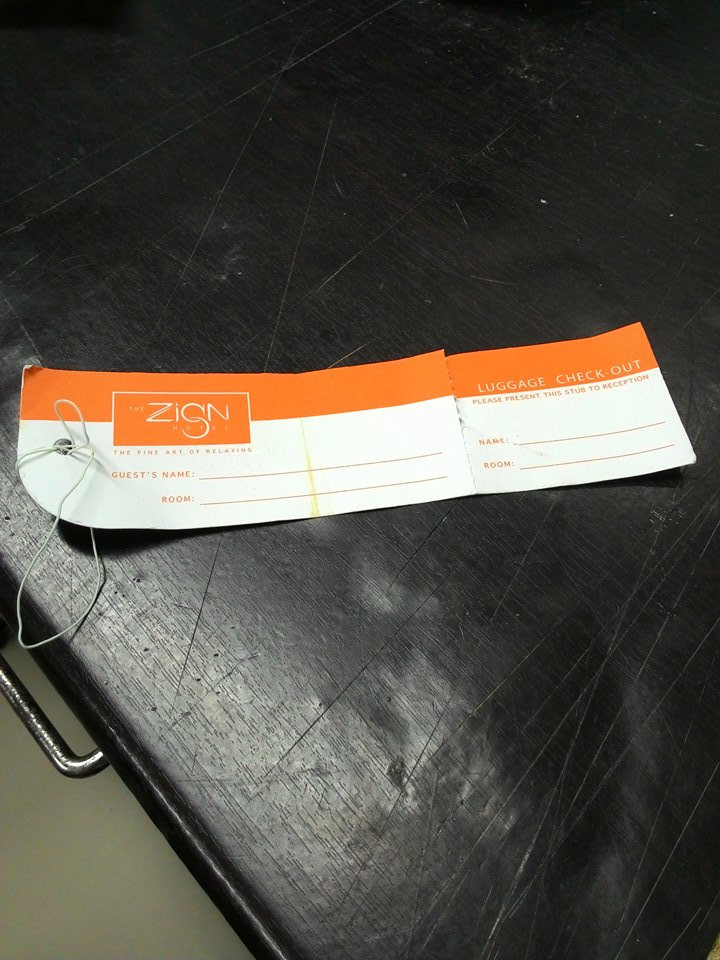 THE ZIGN
HOTEL
THE FINE ART OF RELAXING
GUEST'S NAME:
ROOM:
LUGGAGE CHECK-OUT
PLEASE PRESENT THIS STUB TO RECEPTION
NAME:
ROOM: